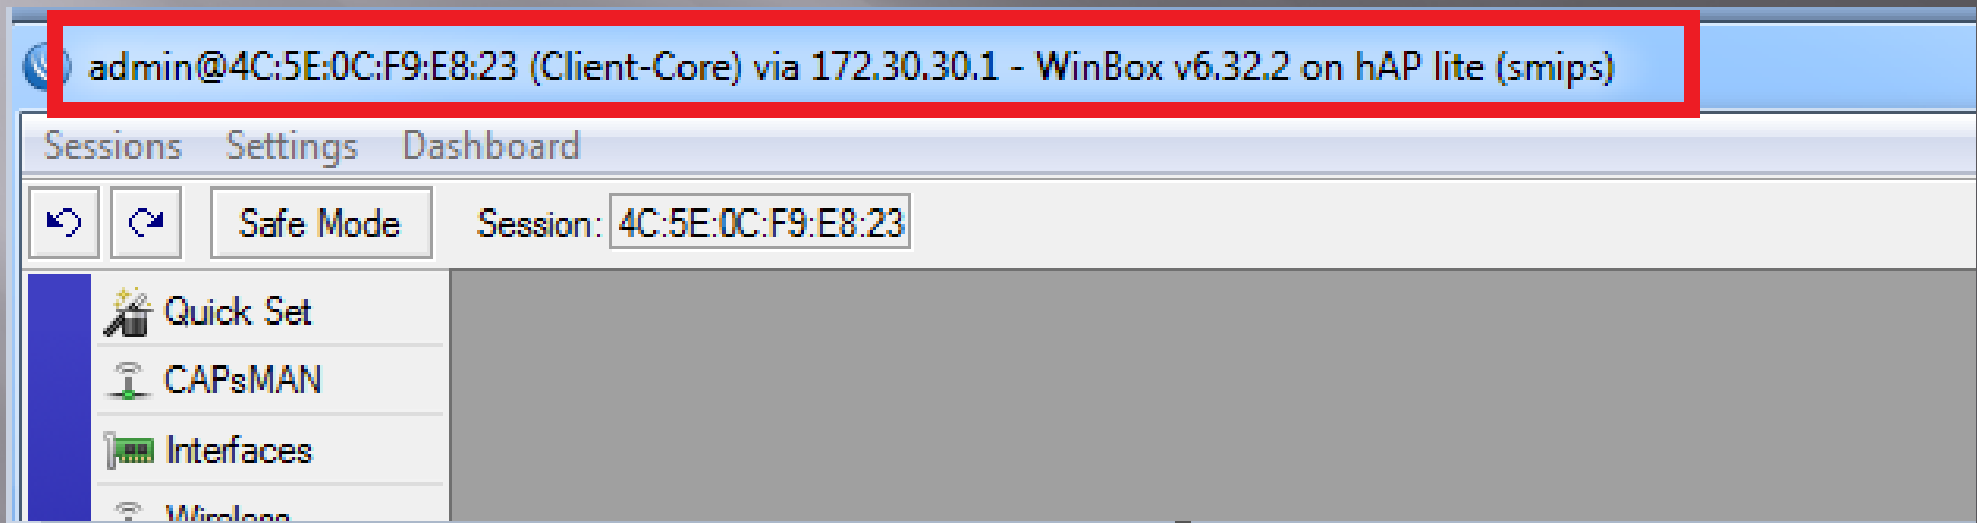 admin@4C:5E:0C:F9:E8:23 (Client-Core) via 172.30.30.1 - WinBox v6.32.2 on hAP lite (smips)
Sessions Settings Dashboard
Safe Mode Session: 4C:5E:0C:F9:E8:23
Quick Set
CAPsMAN
Interfaces
Wireless